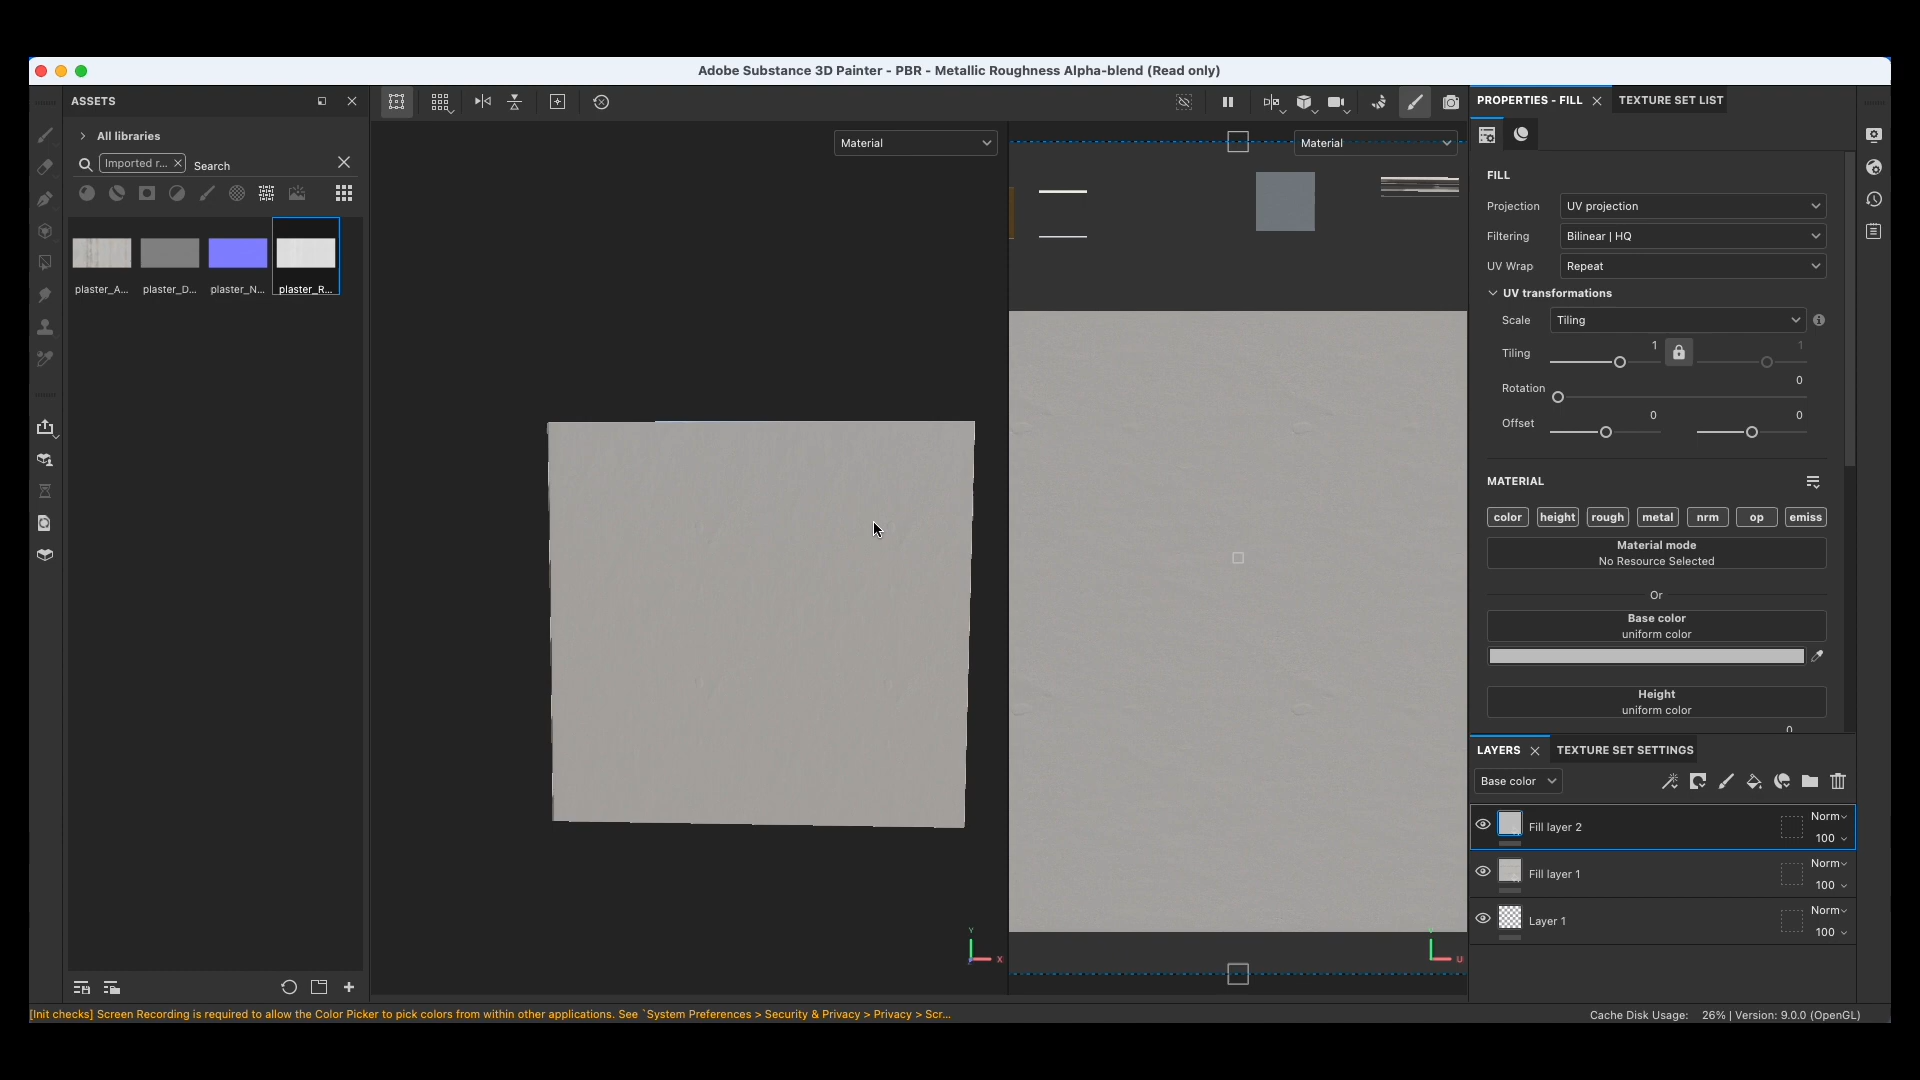 Adobe Substance 3D Painter - PBR - Metallic Roughness Alpha-blend (Read only)
ASSETS
All libraries
Imported r...
Search
plaster_A...
plaster_D...
plaster_N...
plaster_R...
Material
Material
Y
X
U
PROPERTIES - FILL
TEXTURE SET LIST
FILL
Projection
UV projection
Filtering
Bilinear | HQ
UV Wrap
Repeat
UV transformations
Scale
Tiling
Tiling
1
1
Rotation
0
Offset
0
0
MATERIAL
color
height
rough
metal
nrm
op
emiss
Material mode
No Resource Selected
Or
Base color
uniform color
Height
uniform color
0
LAYERS
TEXTURE SET SETTINGS
Base color
Fill layer 2
Norm
100
Fill layer 1
Norm
100
Layer 1
Norm
100
[Init checks] Screen Recording is required to allow the Color Picker to pick colors from within other applications. See `System Preferences > Security & Privacy > Privacy > Scr...
Cache Disk Usage: 26% | Version: 9.0.0 (OpenGL)